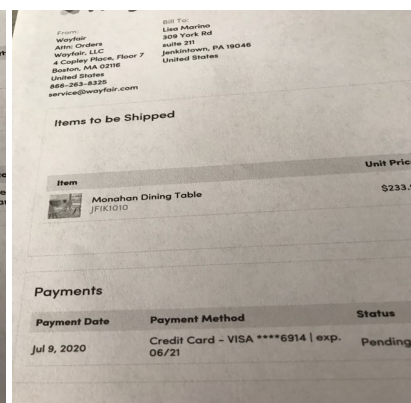 From:
Wayfair
Attn: Orders
Wayfair, LLC
4 Copley Place, Floor 7
Boston, MA 02116
United States
866-263-8325
service@wayfair.com
Bill To:
Lisa Marino
309 York Rd
suite 211
Jenkintown, PA 19046
United States
Items to be Shipped
Item Unit Pric
Monahan Dining Table $233.9
JFIK1010
Payments
Payment Date Payment Method Status
Jul 9, 2020 Credit Card - VISA ****6914 | exp. Pending
06/21